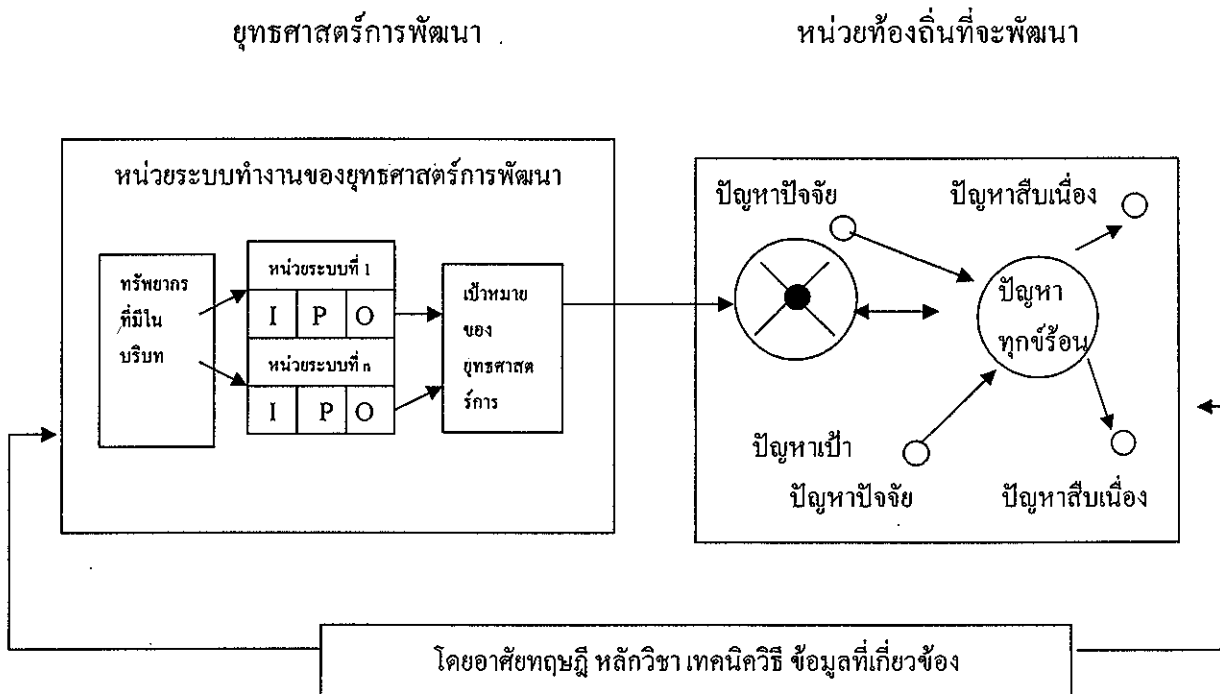 ยุทธศาสตร์การพัฒนา
หน่วยท้องถิ่นที่จะพัฒนา
หน่วยระบบทำงานของยุทธศาสตร์การพัฒนา
ทรัพยากร
ที่มีใน
บริบท
หน่วยระบบที่ 1
I P O
หน่วยระบบที่ n
I P O
เป้าหมาย
ของ
ยุทธศาสต
ร์การ
ปัญหาปัจจัย
ปัญหาสืบเนื่อง
ปัญหา
ทุกข์ร้อน
ปัญหาเป้า
ปัญหาปัจจัย
ปัญหาสืบเนื่อง
โดยอาศัยทฤษฎี หลักวิชา เทคนิควิธี ข้อมูลที่เกี่ยวข้อง